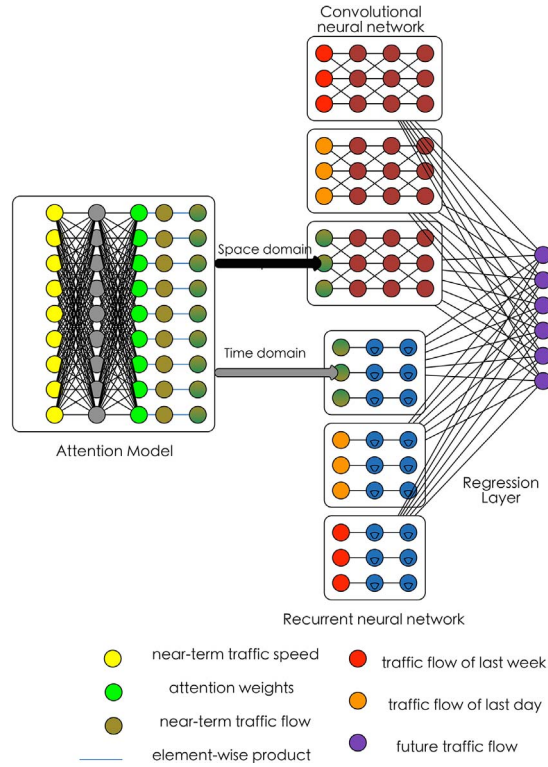 Convolutional
neural network
Space domain
Time domain
Attention Model
Regression
Layer
Recurrent neural network
near-term traffic speed
traffic flow of last week
attention weights
traffic flow of last day
near-term traffic flow
future traffic flow
element-wise product